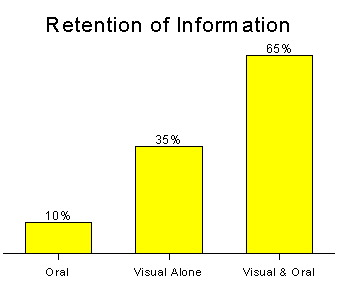 Retention of Information
65%
35%
10%
Oral
Visual Alone
Visual & Oral